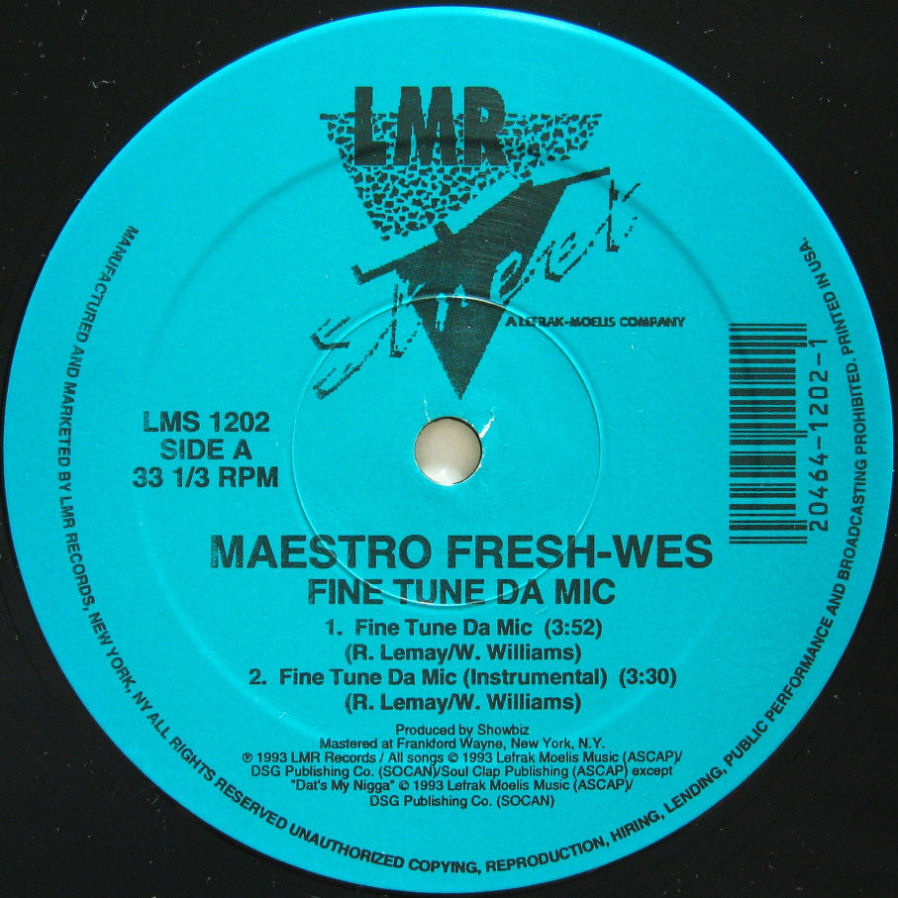 LMR
Street
A LEFRAK-MOELIS COMPANY
LMS 1202
SIDE A
33 1/3 RPM
20464-1202-1
MAESTRO FRESH-WES
FINE TUNE DA MIC
1. Fine Tune Da Mic (3:52)
(R. Lemay/W. Williams)
2. Fine Tune Da Mic (Instrumental) (3:30)
(R. Lemay/W. Williams)
Produced by Showbiz
Mastered at Frankford Wayne, New York, N.Y.
℗ 1993 LMR Records / All songs © 1993 Lefrak Moelis Music (ASCAP)/
DSG Publishing Co. (SOCAN)/Soul Clap Publishing (ASCAP) except
"Dat's My Nigga" © 1993 Lefrak Moelis Music (ASCAP)/
DSG Publishing Co. (SOCAN)
MANUFACTURED AND MARKETED BY LMR RECORDS, NEW YORK, NY ALL RIGHTS RESERVED UNAUTHORIZED COPYING, REPRODUCTION, HIRING, LENDING, PUBLIC PERFORMANCE AND BROADCASTING PROHIBITED. PRINTED IN USA.